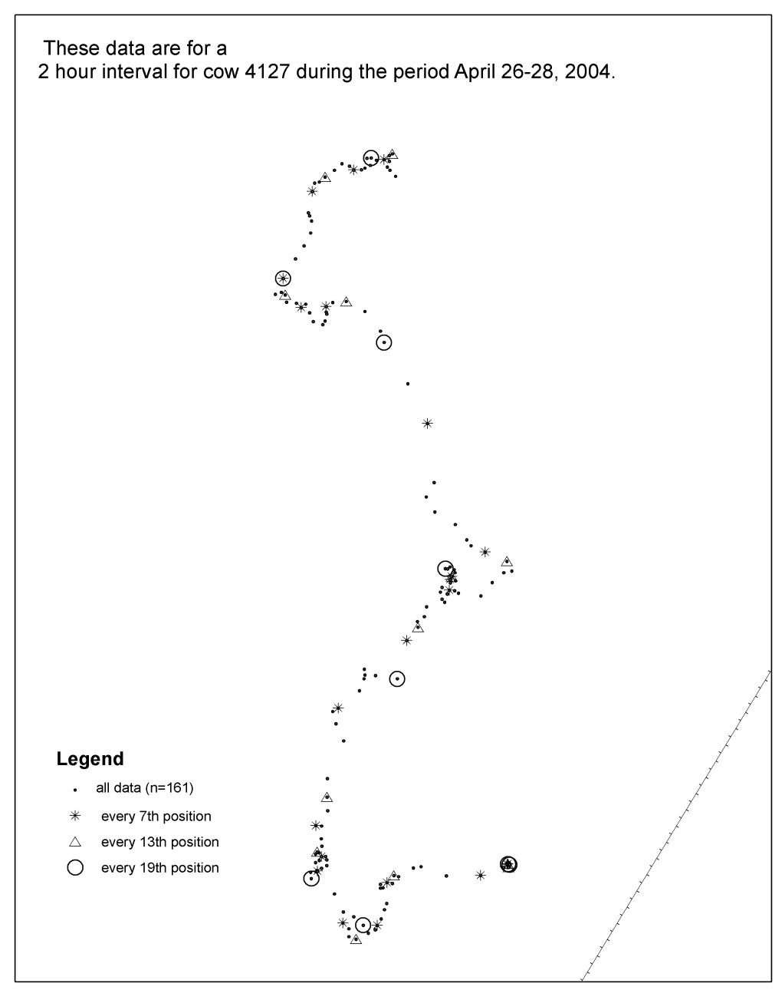 These data are for a
2 hour interval for cow 4127 during the period April 26-28, 2004.
Legend
all data (n=161)
every 7th position
every 13th position
every 19th position